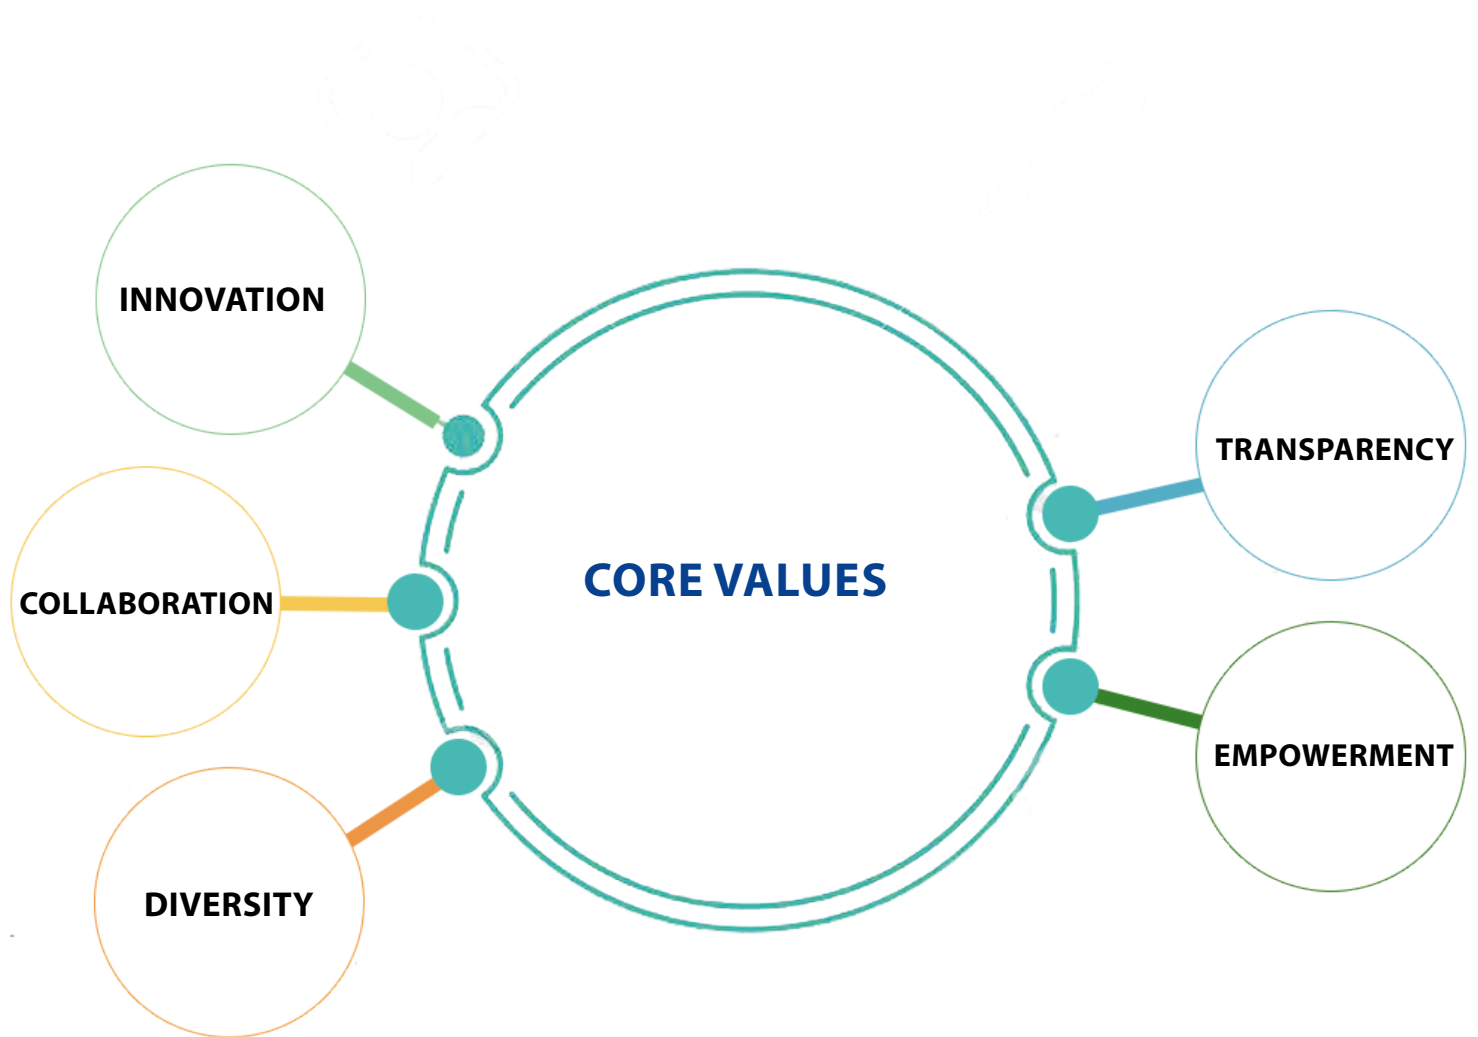 INNOVATION
COLLABORATION
DIVERSITY
CORE VALUES
TRANSPARENCY
EMPOWERMENT